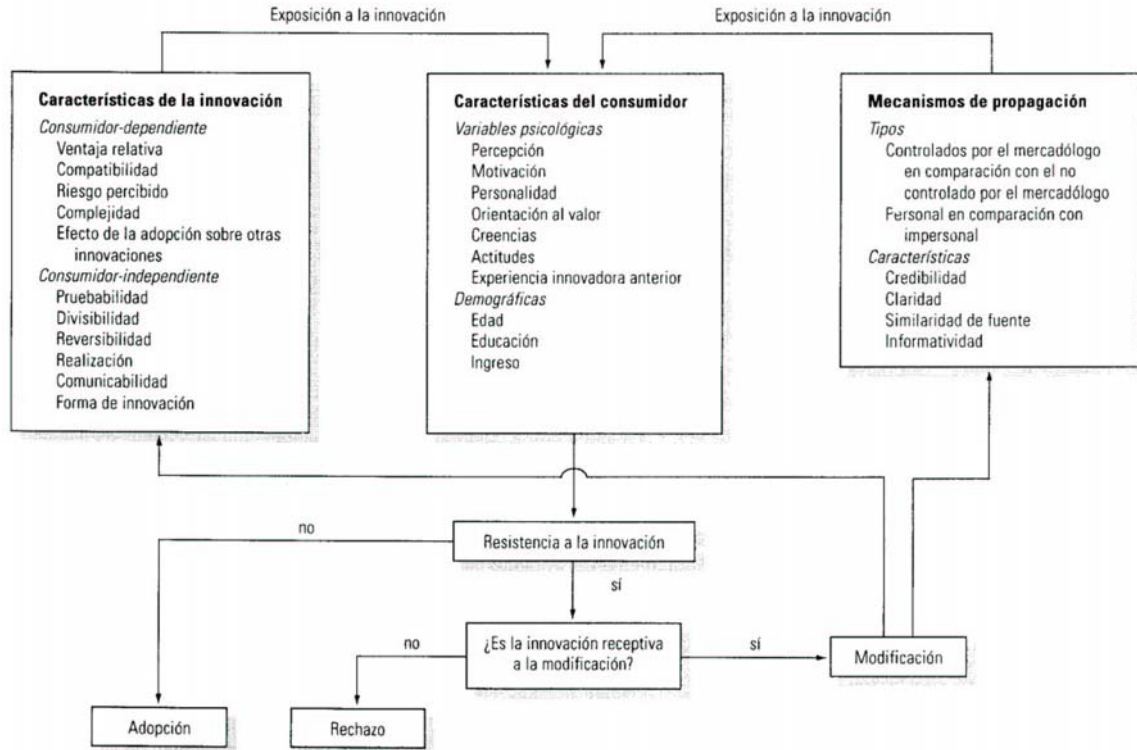 Exposición a la innovación
Exposición a la innovación
Características de la innovación
Consumidor-dependiente
Ventaja relativa
Compatibilidad
Riesgo percibido
Complejidad
Efecto de la adopción sobre otras
innovaciones
Consumidor-independiente
Pruebabilidad
Divisibilidad
Reversibilidad
Realización
Comunicabilidad
Forma de innovación
Características del consumidor
Variables psicológicas
Percepción
Motivación
Personalidad
Orientación al valor
Creencias
Actitudes
Experiencia innovadora anterior
Demográficas
Edad
Educación
Ingreso
Mecanismos de propagación
Tipos
Controlados por el mercadólogo
en comparación con el no
controlado por el mercadólogo
Personal en comparación con
impersonal
Características
Credibilidad
Claridad
Similaridad de fuente
Informatividad
no
Resistencia a la innovación
sí
no
¿Es la innovación receptiva
a la modificación?
sí
Modificación
Adopción
Rechazo